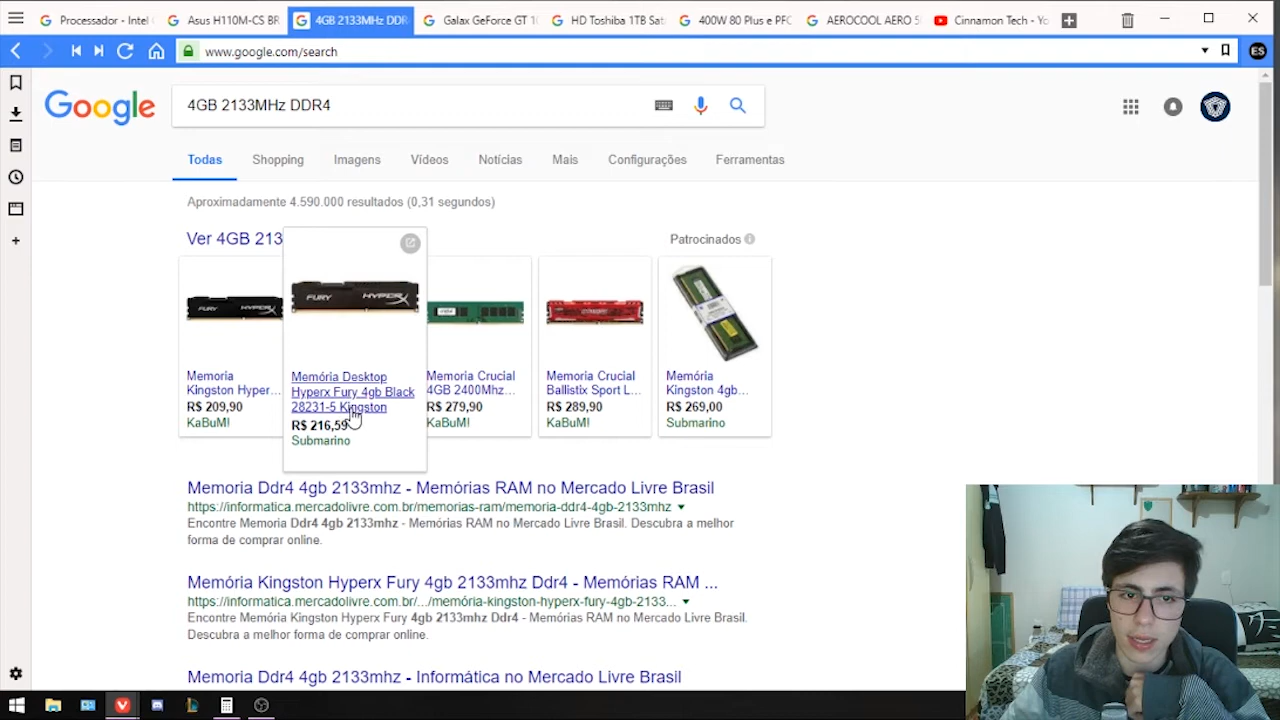 Processador - Intel
Asus H110M-CS BR
4GB 2133MHz DDR
Galax GeForce GT 10
HD Toshiba 1TB Sat
400W 80 Plus e PFC
AEROCOOL AERO 5
Cinnamon Tech - Yo
www.google.com/search
ES
Google
4GB 2133MHz DDR4
Todas
Shopping
Imagens
Vídeos
Notícias
Mais
Configurações
Ferramentas
Aproximadamente 4.590.000 resultados (0,31 segundos)
Ver 4GB 213
Patrocinados
FURY HYPERX
Memoria
Kingston Hyper...
R$ 209,90
KaBuM!
FURY HYPERX
Memória Desktop
Hyperx Fury 4gb Black
28231-5 Kingston
R$ 216,59
Submarino
Memoria Crucial
4GB 2400Mhz...
R$ 279,90
KaBuM!
Memoria Crucial
Ballistix Sport L...
R$ 289,90
KaBuM!
Memória
Kingston 4gb...
R$ 269,00
Submarino
Memoria Ddr4 4gb 2133mhz - Memórias RAM no Mercado Livre Brasil
https://informatica.mercadolivre.com.br/memorias-ram/memoria-ddr4-4gb-2133mhz
Encontre Memoria Ddr4 4gb 2133mhz - Memórias RAM no Mercado Livre Brasil. Descubra a melhor
forma de comprar online.
Memória Kingston Hyperx Fury 4gb 2133mhz Ddr4 - Memórias RAM ...
https://informatica.mercadolivre.com.br/.../memória-kingston-hyperx-fury-4gb-2133...
Encontre Memória Kingston Hyperx Fury 4gb 2133mhz Ddr4 - Memórias RAM no Mercado Livre Brasil.
Descubra a melhor forma de comprar online.
Memoria Ddr4 4gb 2133mhz - Informática no Mercado Livre Brasil